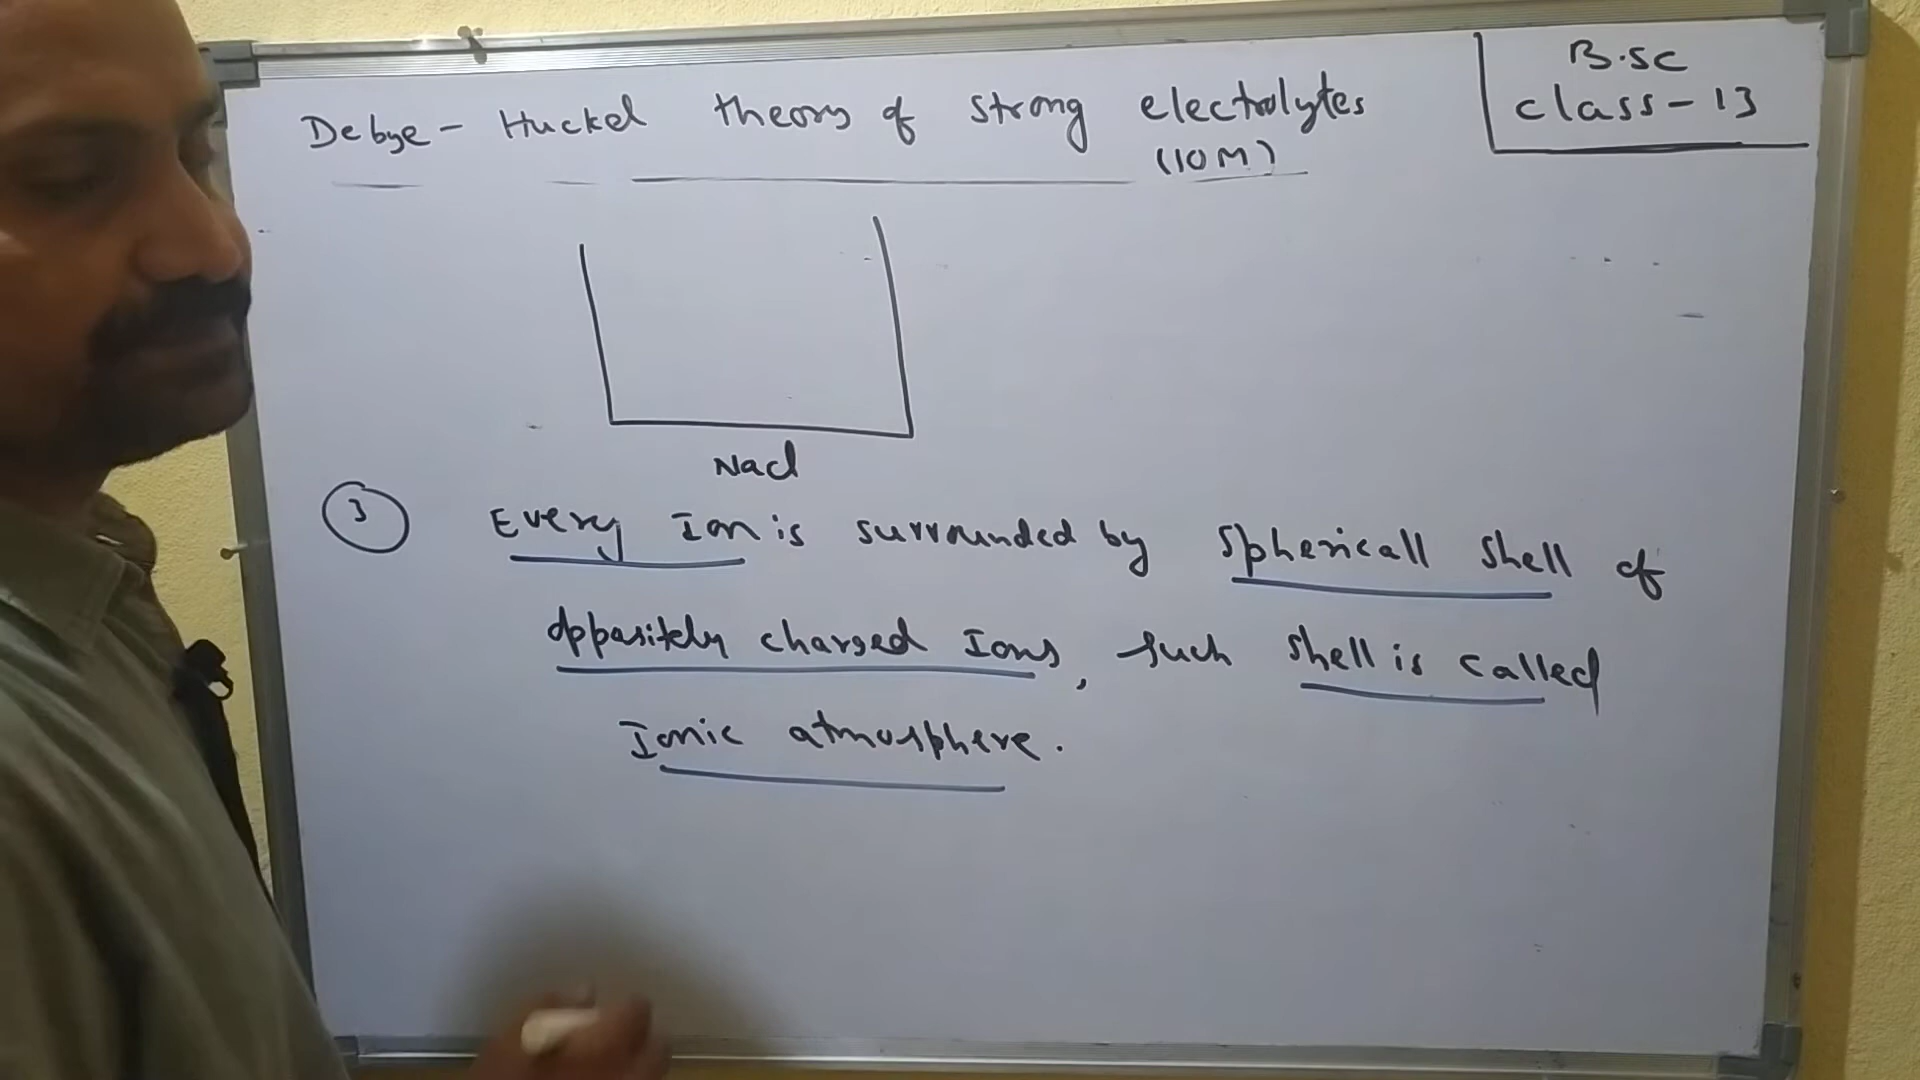 Debye - Huckel theory of strong electrolytes
(10M)
B.sc
class - 13
Nacl
3 Every Ion is surrounded by sphericall shell of
oppositely charged Ions, such shell is called
Ionic atmosphere.